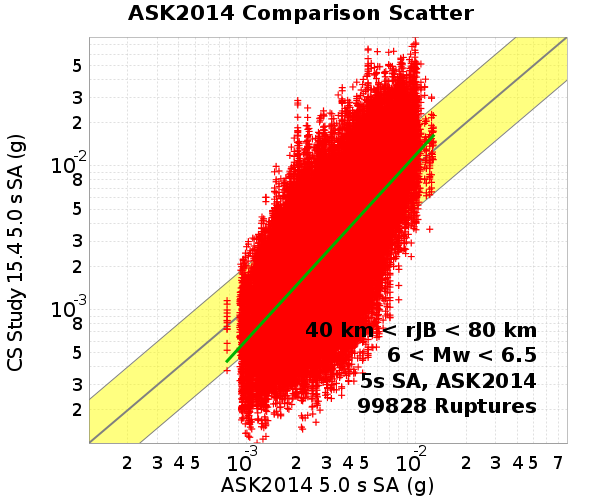 ASK2014 Comparison Scatter
CS Study 15.4 5.0 s SA (g)
5
3
2
10-2
8
5
3
2
10-3
8
5
3
2
40 km < rJB < 80 km
6 < Mw < 6.5
5s SA, ASK2014
99828 Ruptures
2 3 4 5 10-3 2 3 4 5 10-2 2 3 4 5 7
ASK2014 5.0 s SA (g)